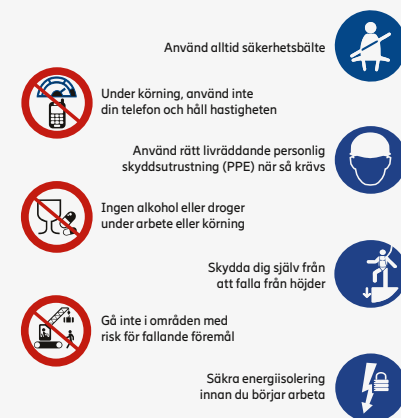 Använd alltid säkerhetsbälte
Under körning, använd inte
din telefon och håll hastigheten
Använd rätt livräddande personlig
skyddsutrustning (PPE) när så krävs
Ingen alkohol eller droger
under arbete eller körning
Skydda dig själv från
att falla från höjder
Gå inte i områden med
risk för fallande föremål
Säkra energiisolering
innan du börjar arbeta